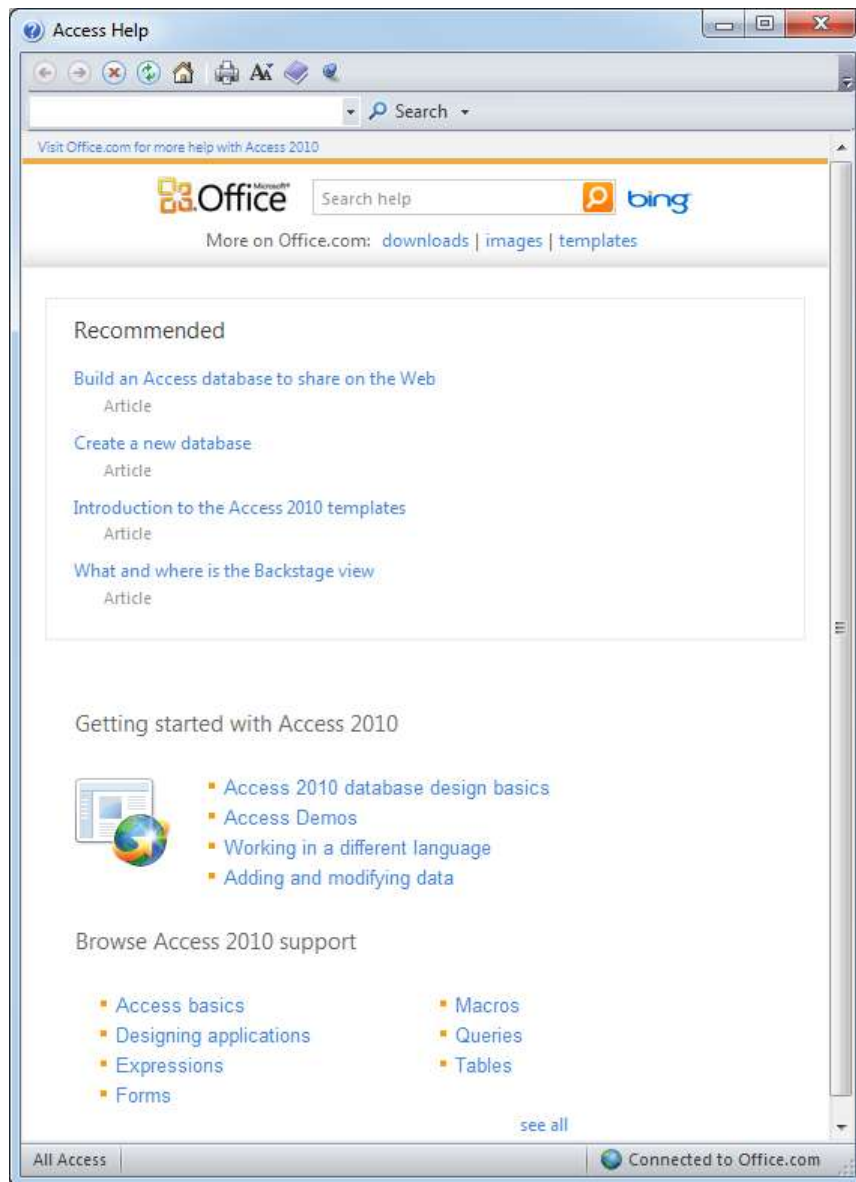 Access Help
Search
Visit Office.com for more help with Access 2010
Microsoft®
Office Search help bing
More on Office.com: downloads | images | templates
Recommended
Build an Access database to share on the Web
Article
Create a new database
Article
Introduction to the Access 2010 templates
Article
What and where is the Backstage view
Article
Getting started with Access 2010
Access 2010 database design basics
Access Demos
Working in a different language
Adding and modifying data
Browse Access 2010 support
Access basics
Designing applications
Expressions
Forms
Macros
Queries
Tables
see all
All Access Connected to Office.com